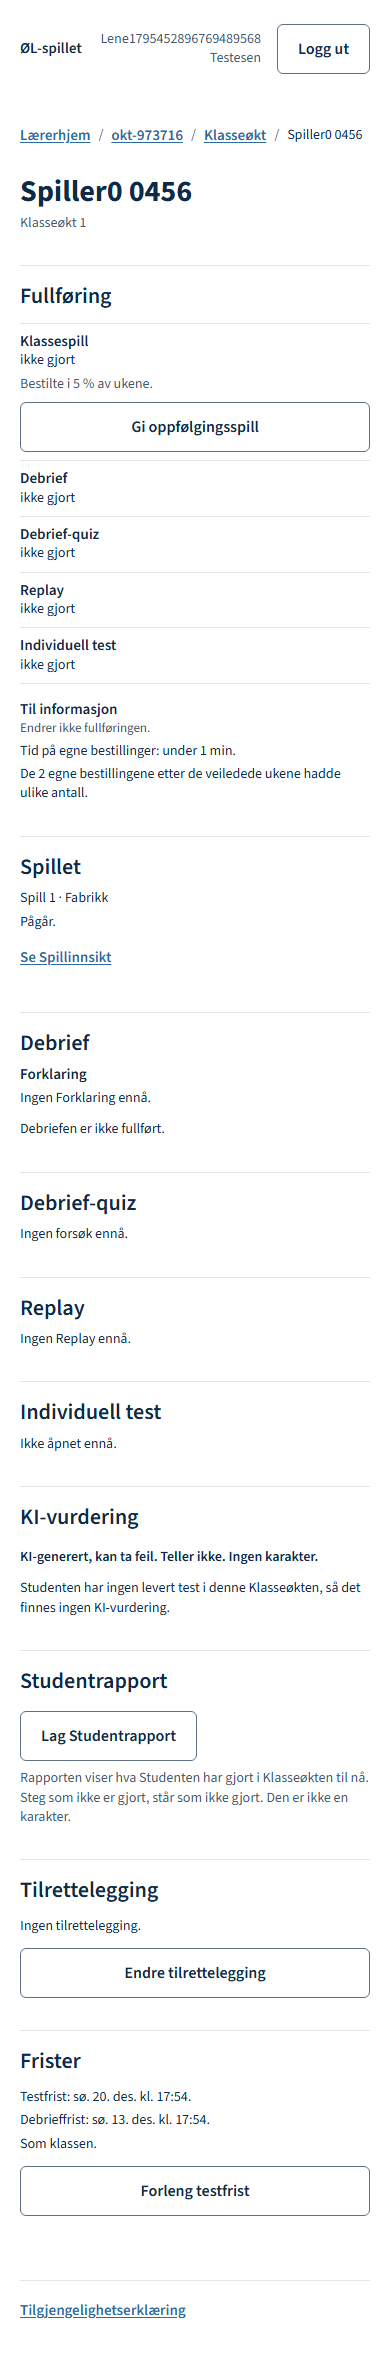 ØL-spillet
Lene1795452896769489568
Testesen
Logg ut
Lærerhjem / okt-973716 / Klasseøkt / Spiller0 0456
Spiller0 0456
Klasseøkt 1
Fullføring
Klassespill
ikke gjort
Bestilte i 5 % av ukene.
Gi oppfølgingsspill
Debrief
ikke gjort
Debrief-quiz
ikke gjort
Replay
ikke gjort
Individuell test
ikke gjort
Til informasjon
Endrer ikke fullføringen.
Tid på egne bestillinger: under 1 min.
De 2 egne bestillingene etter de veiledede ukene hadde
ulike antall.
Spillet
Spill 1 · Fabrikk
Pågår.
Se Spillinnsikt
Debrief
Forklaring
Ingen Forklaring ennå.
Debriefen er ikke fullført.
Debrief-quiz
Ingen forsøk ennå.
Replay
Ingen Replay ennå.
Individuell test
Ikke åpnet ennå.
KI-vurdering
KI-generert, kan ta feil. Teller ikke. Ingen karakter.
Studenten har ingen levert test i denne Klasseøkten, så det
finnes ingen KI-vurdering.
Studentrapport
Lag Studentrapport
Rapporten viser hva Studenten har gjort i Klasseøkten til nå.
Steg som ikke er gjort, står som ikke gjort. Den er ikke en
karakter.
Tilrettelegging
Ingen tilrettelegging.
Endre tilrettelegging
Frister
Testfrist: sø. 20. des. kl. 17:54.
Debrieffrist: sø. 13. des. kl. 17:54.
Som klassen.
Forleng testfrist
Tilgjengelighetserklæring